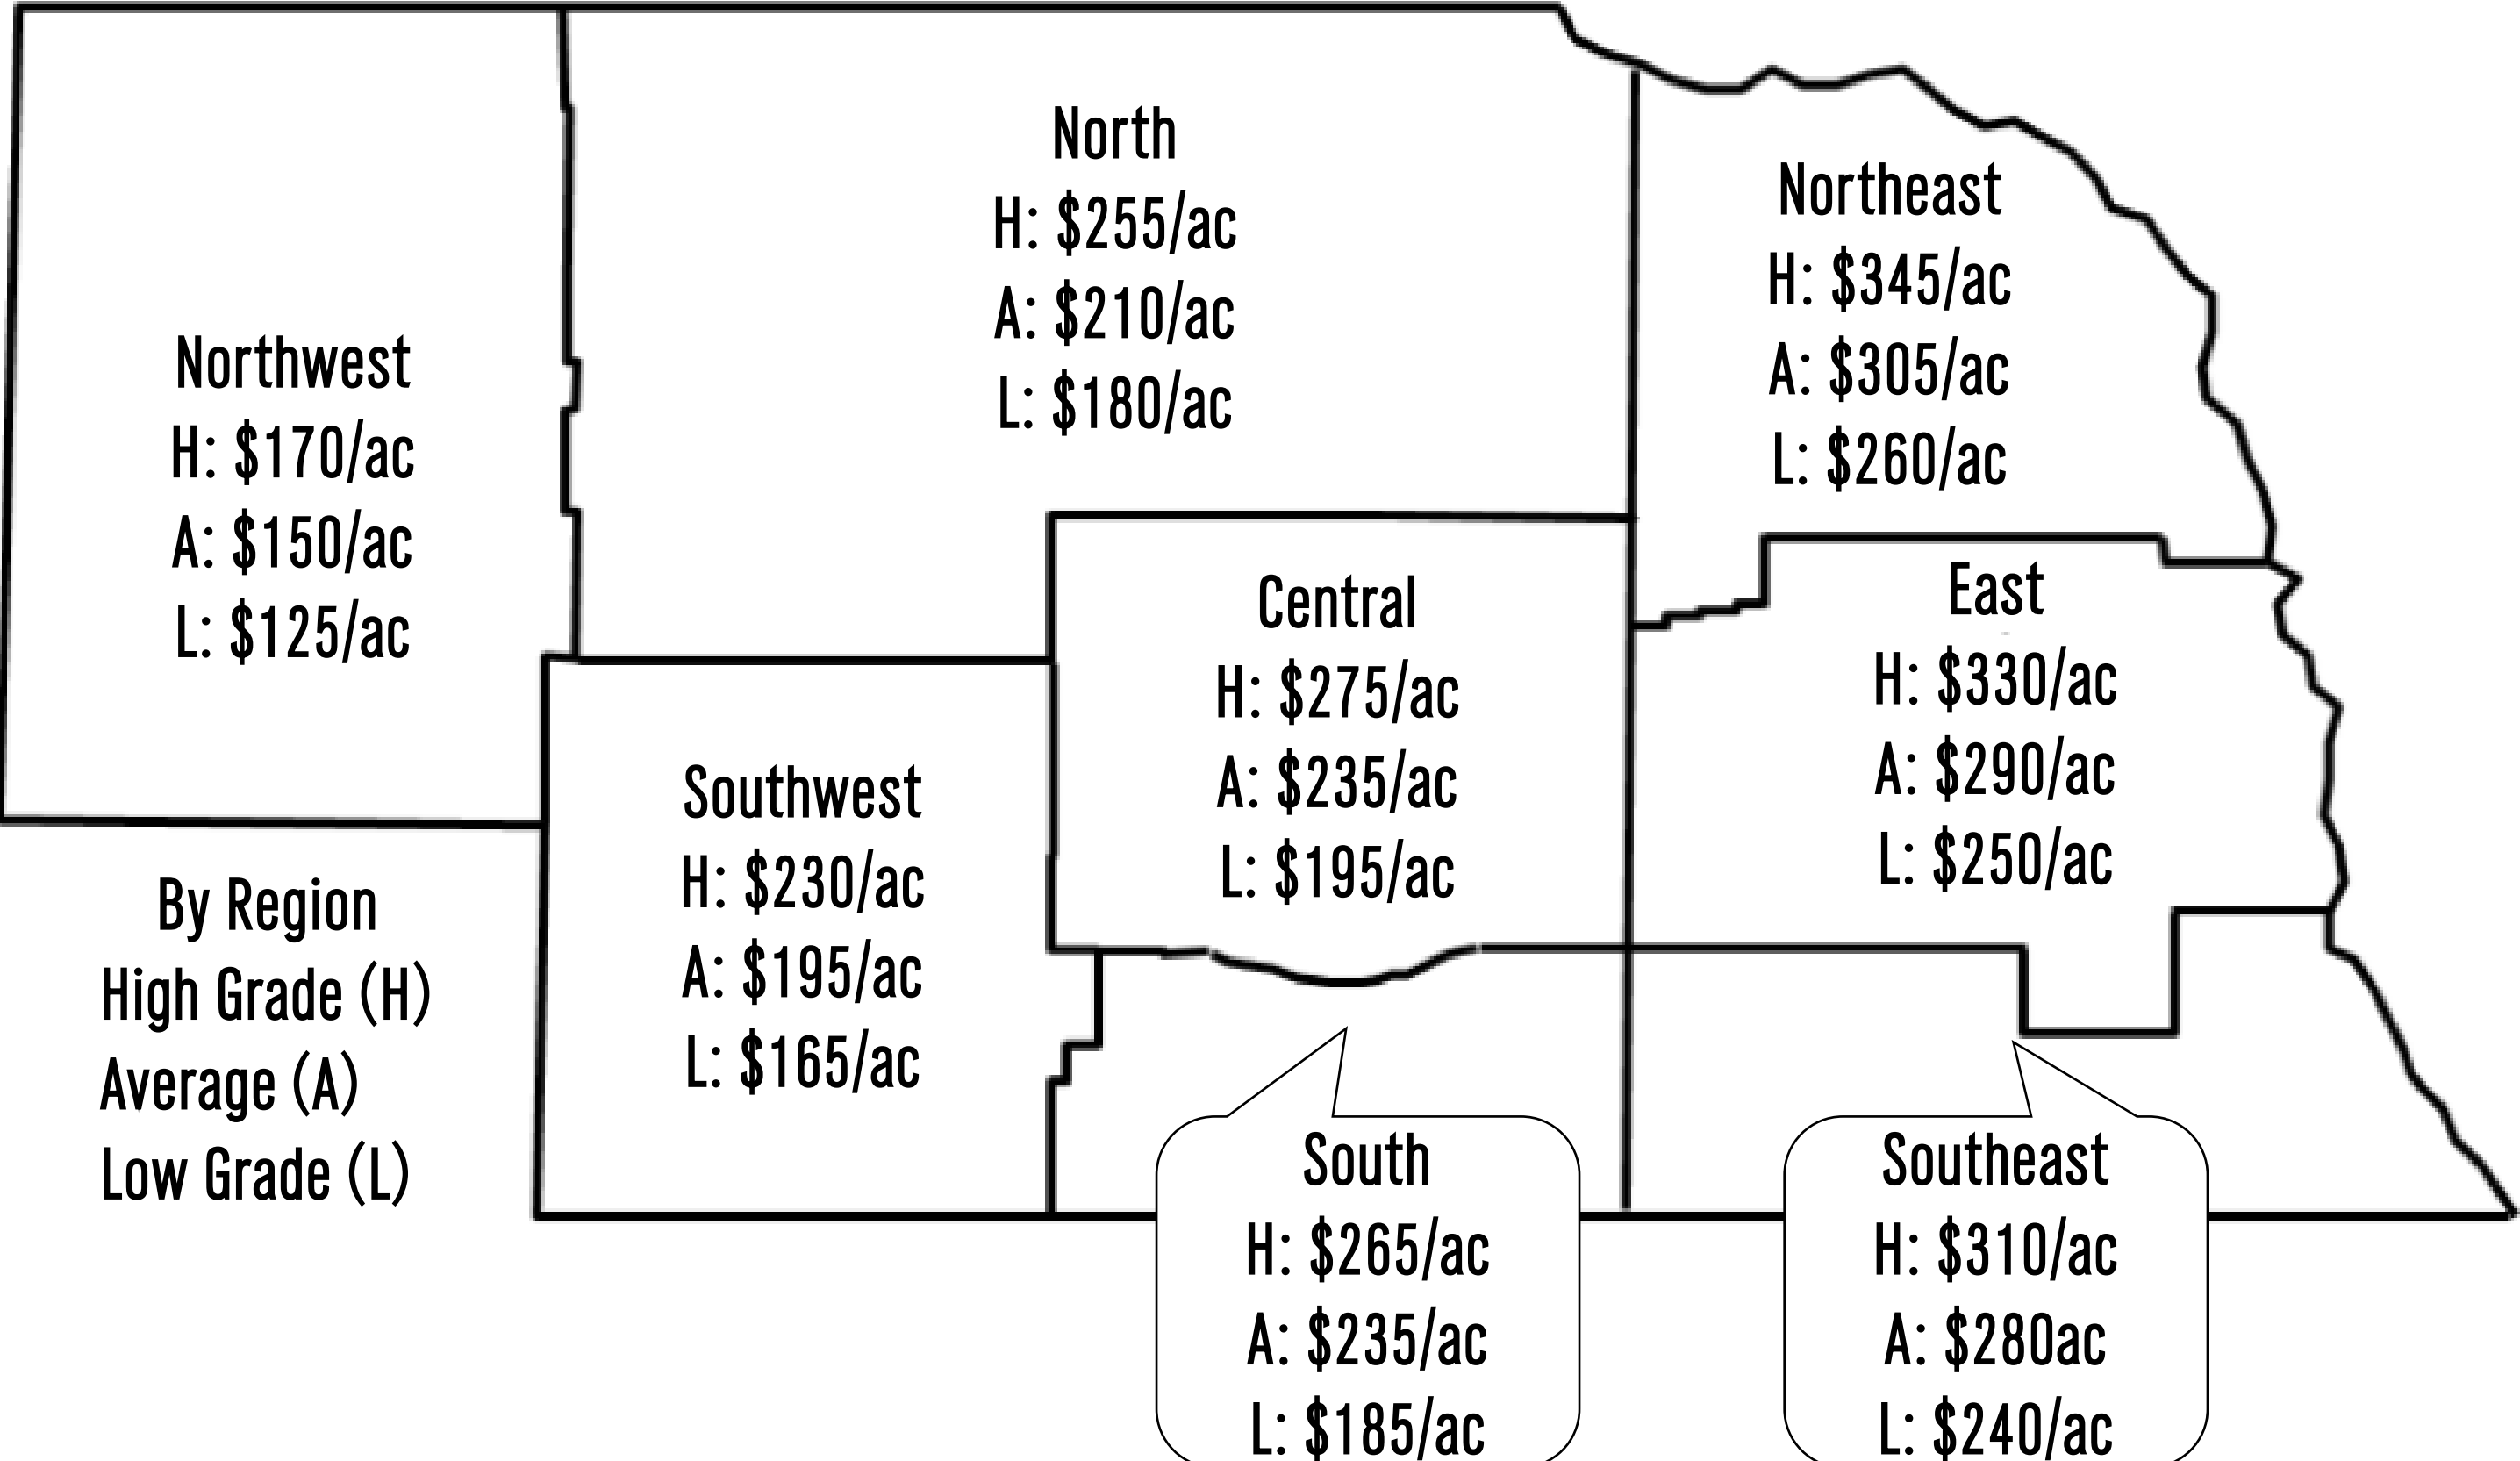 North
H: $255/ac
A: $210/ac
L: $180/ac
Northeast
H: $345/ac
A: $305/ac
L: $260/ac
Northwest
H: $170/ac
A: $150/ac
L: $125/ac
Central
H: $275/ac
A: $235/ac
L: $195/ac
East
H: $330/ac
A: $290/ac
L: $250/ac
Southwest
H: $230/ac
A: $195/ac
L: $165/ac
By Region
High Grade (H)
Average (A)
Low Grade (L)
South
H: $265/ac
A: $235/ac
L: $185/ac
Southeast
H: $310/ac
A: $280ac
L: $240/ac